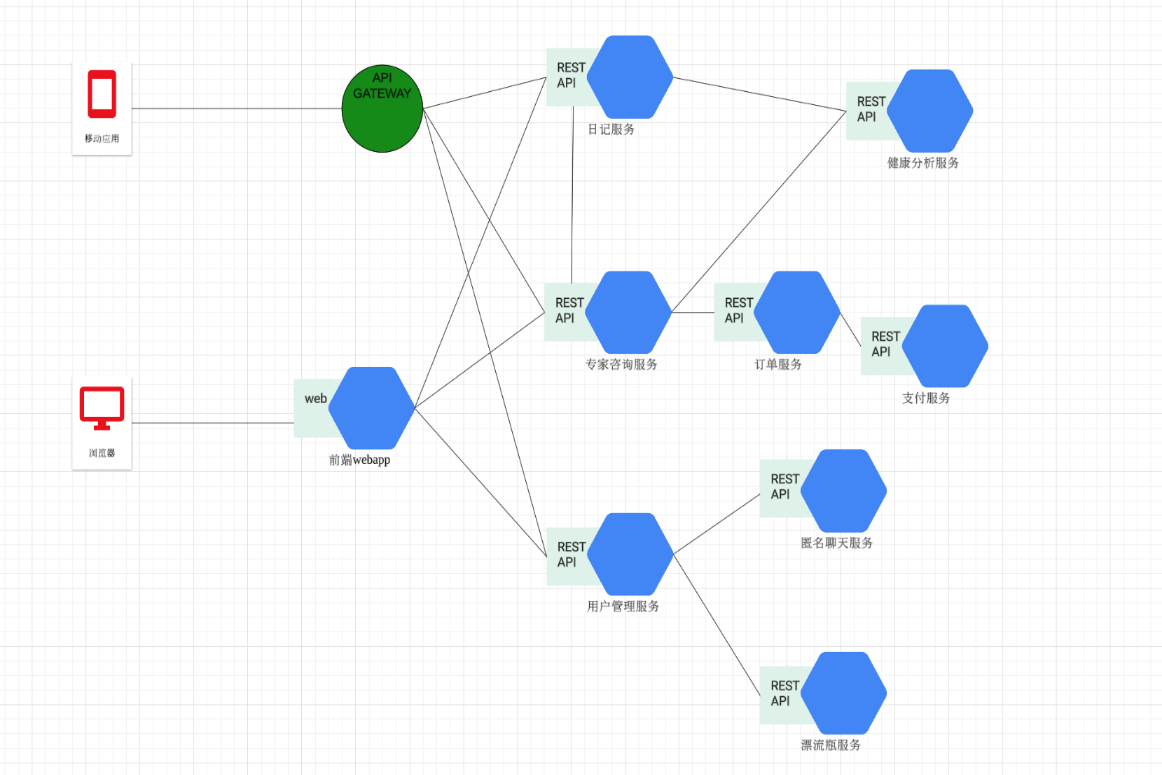 移动应用
API
GATEWAY
REST
API
日记服务
REST
API
健康分析服务
REST
API
专家咨询服务
REST
API
订单服务
REST
API
支付服务
浏览器
web
前端webapp
REST
API
匿名聊天服务
REST
API
用户管理服务
REST
API
漂流瓶服务